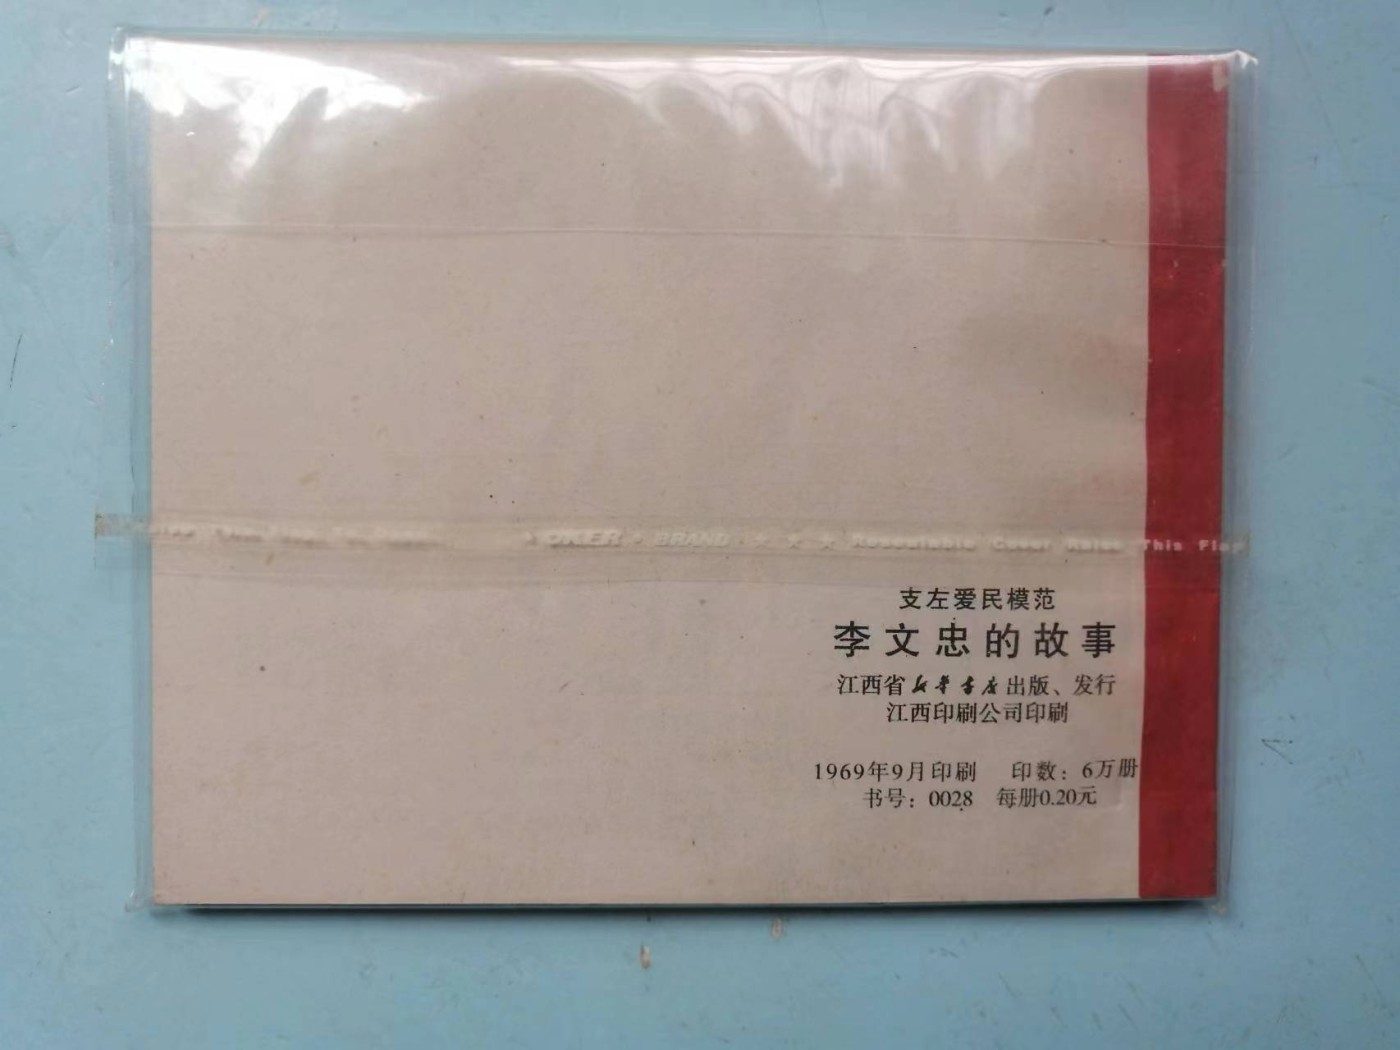 OKER BRAND ★ ★ ★ Resealable Cover Raise This Flap
支左爱民模范
李文忠的故事
江西省新华书店出版、发行
江西印刷公司印刷
1969年9月印刷 印数：6万册
书号：0028 每册0.20元